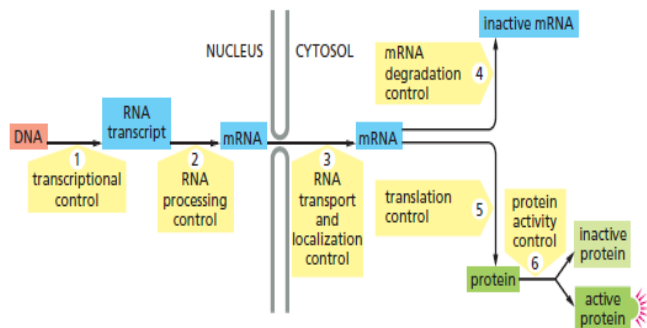 inactive mRNA
NUCLEUS CYTOSOL
mRNA
degradation
control
4
RNA
transcript
DNA
mRNA
mRNA
1
transcriptional
control
2
RNA
processing
control
3
RNA
transport
and
localization
control
translation
control
5
protein
activity
control
6
inactive
protein
protein
active
protein